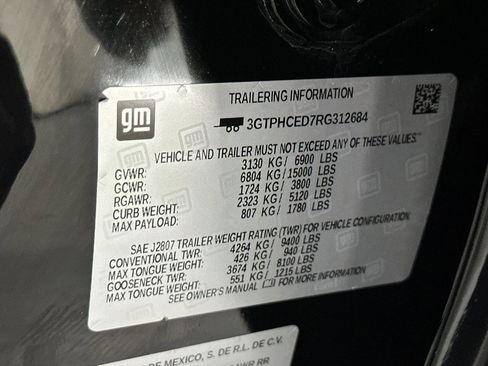 gm
TRAILERING INFORMATION
3GTPHCED7RG312684
VEHICLE AND TRAILER MUST NOT EXCEED ANY OF THESE VALUES.
GVWR: 3130 KG/ 6900 LBS
GCWR: 6804 KG/15000 LBS
RGAWR: 1724 KG/ 3800 LBS
CURB WEIGHT: 2323 KG/ 5120 LBS
MAX PAYLOAD: 807 KG/ 1780 LBS
SAE J2807 TRAILER WEIGHT RATING (TWR) FOR VEHICLE CONFIGURATION.
CONVENTIONAL TWR: 4264 KG/ 9400 LBS
MAX TONGUE WEIGHT: 426 KG/ 940 LBS
GOOSENECK TWR: 3674 KG/ 8100 LBS
MAX TONGUE WEIGHT: 551 KG/ 1215 LBS
SEE OWNER'S MANUAL FOR MORE INFORMATION
DE MEXICO, S. DE R.L. DE C.V.
GAWR RR